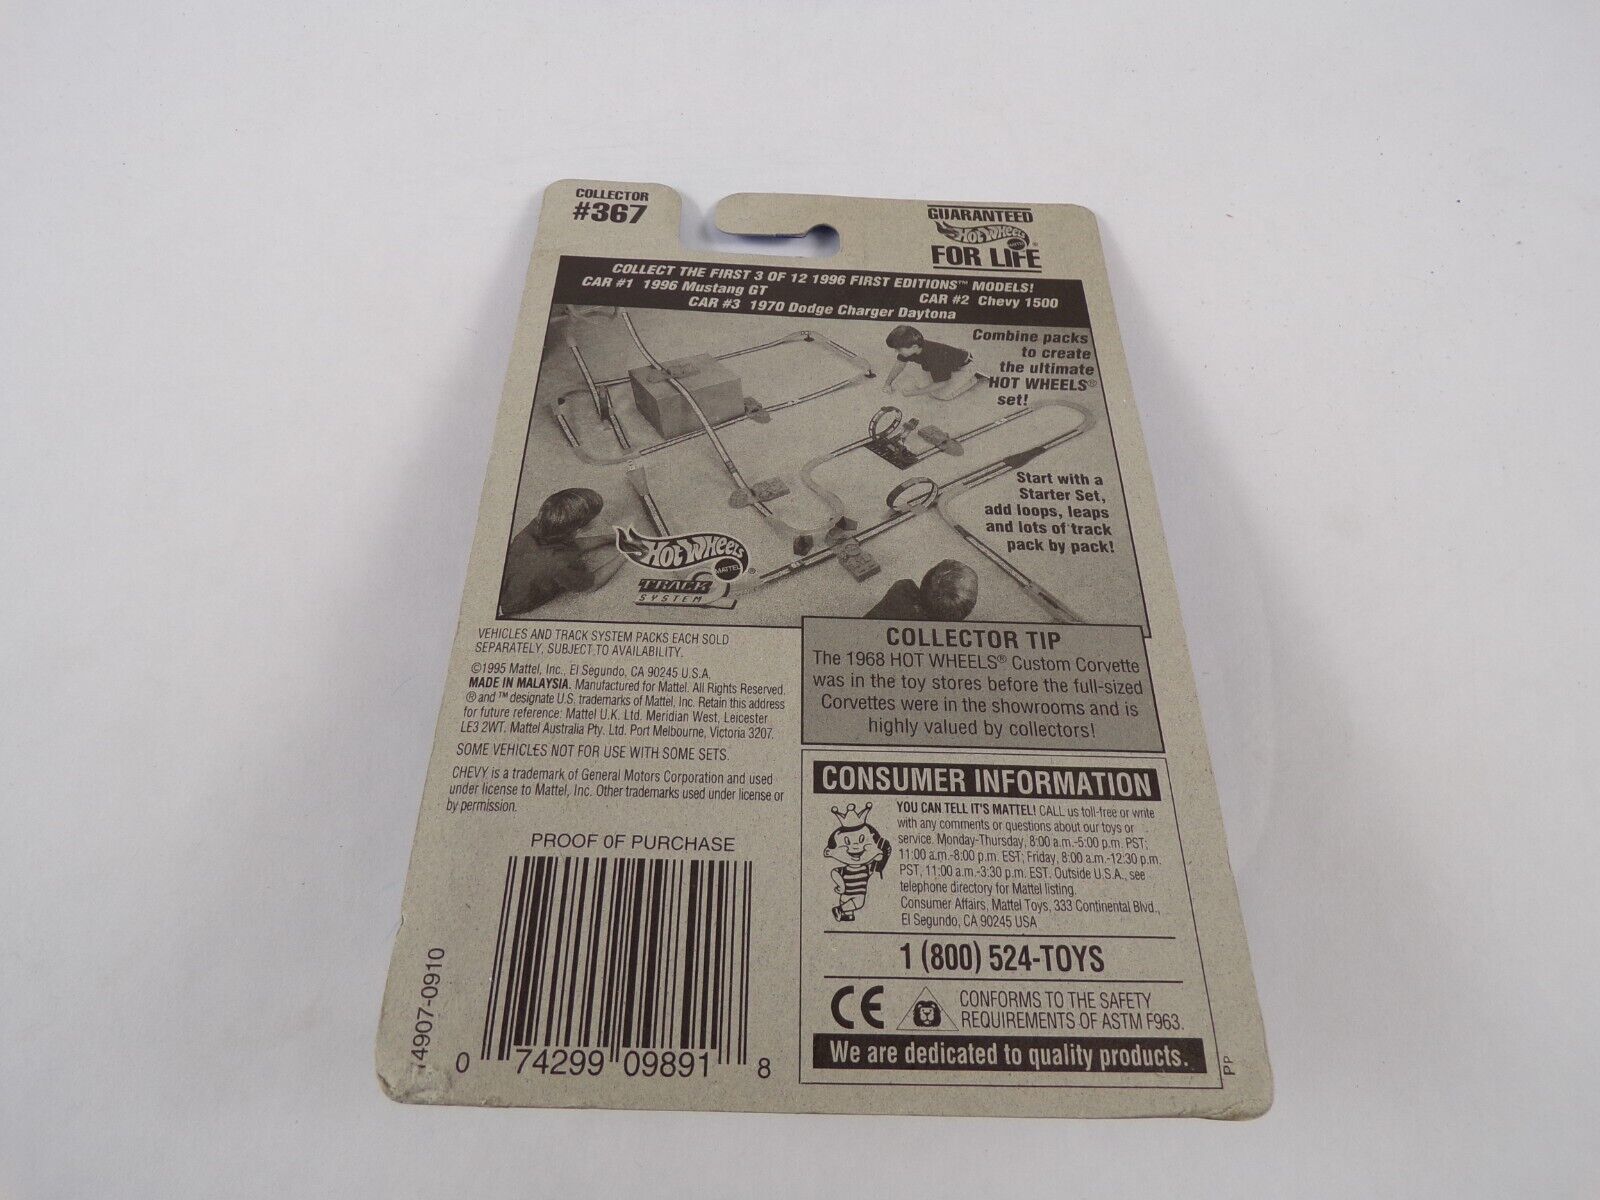 COLLECTOR
#367
GUARANTEED
HOT WHEELS®
MATTEL
FOR LIFE
COLLECT THE FIRST 3 OF 12 1996 FIRST EDITIONS™ MODELS!
CAR #1 1996 Mustang GT
CAR #2 Chevy 1500
CAR #3 1970 Dodge Charger Daytona
Combine packs
to create
the ultimate
HOT WHEELS®
set!
Start with a
Starter Set,
add loops, leaps
and lots of track
pack by pack!
HOT WHEELS
MATTEL®
TRACK
SYSTEM
VEHICLES AND TRACK SYSTEM PACKS EACH SOLD
SEPARATELY, SUBJECT TO AVAILABILITY.
©1995 Mattel, Inc., El Segundo, CA 90245 U.S.A.
MADE IN MALAYSIA. Manufactured for Mattel. All Rights Reserved.
® and ™ designate U.S. trademarks of Mattel, Inc. Retain this address
for future reference: Mattel U.K. Ltd. Meridian West, Leicester
LE3 2WT. Mattel Australia Pty. Ltd. Port Melbourne, Victoria 3207.
SOME VEHICLES NOT FOR USE WITH SOME SETS.
CHEVY is a trademark of General Motors Corporation and used
under license to Mattel, Inc. Other trademarks used under license or
by permission.
COLLECTOR TIP
The 1968 HOT WHEELS® Custom Corvette
was in the toy stores before the full-sized
Corvettes were in the showrooms and is
highly valued by collectors!
CONSUMER INFORMATION
YOU CAN TELL IT'S MATTEL! CALL us toll-free or write
with any comments or questions about our toys or
service. Monday-Thursday, 8:00 a.m.-5:00 p.m. PST;
11:00 a.m.-8:00 p.m. EST; Friday, 8:00 a.m.-12:30 p.m.
PST, 11:00 a.m.-3:30 p.m. EST. Outside U.S.A., see
telephone directory for Mattel listing.
Consumer Affairs, Mattel Toys, 333 Continental Blvd.,
El Segundo, CA 90245 USA
1 (800) 524-TOYS
CE
CONFORMS TO THE SAFETY
REQUIREMENTS OF ASTM F963.
We are dedicated to quality products.
PP
PROOF OF PURCHASE
0 74299 09891 8
14907-0910